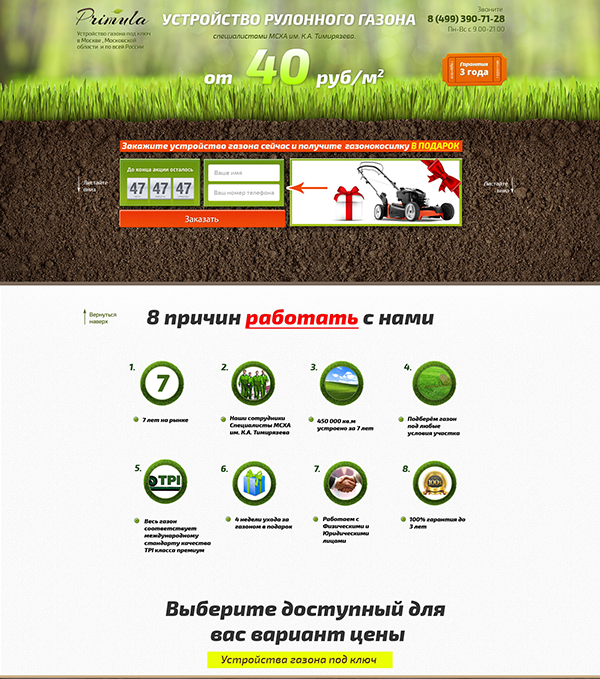 Primula
Устройство газона под ключ
в Москве, Московской
области и по всей России
УСТРОЙСТВО РУЛОННОГО ГАЗОНА
специалистами МСХА им. К.А. Тимирязева.
от 40 руб/м²
Звоните
8 (499) 390-71-28
Пн-Вс с 9.00-21.00
Гарантия
3 года
Закажите устройство газона сейчас и получите газонокосилку В ПОДАРОК
Листайте
вниз
До конца акции осталось
47 47 47
Ваше имя
Ваш номер телефона
Заказать
Листайте
вниз
Вернуться
наверх
8 причин работать с нами
1.
7
7 лет на рынке
2.
Наши сотрудники
Специалисты МСХА
им. К.А. Тимирязева
3.
450 000 кв.м
устроено за 7 лет
4.
Подберём газон
под любые
условия участка
5.
TPI
Весь газон
соответствует
международному
стандарту качества
TPI класса премиум
6.
4 недели ухода за
газоном в подарок
7.
Работаем с
Физическими и
Юридическими
лицами
8.
100%
100% гарантия до
3 лет
Выберите доступный для
вас вариант цены
Устройства газона под ключ